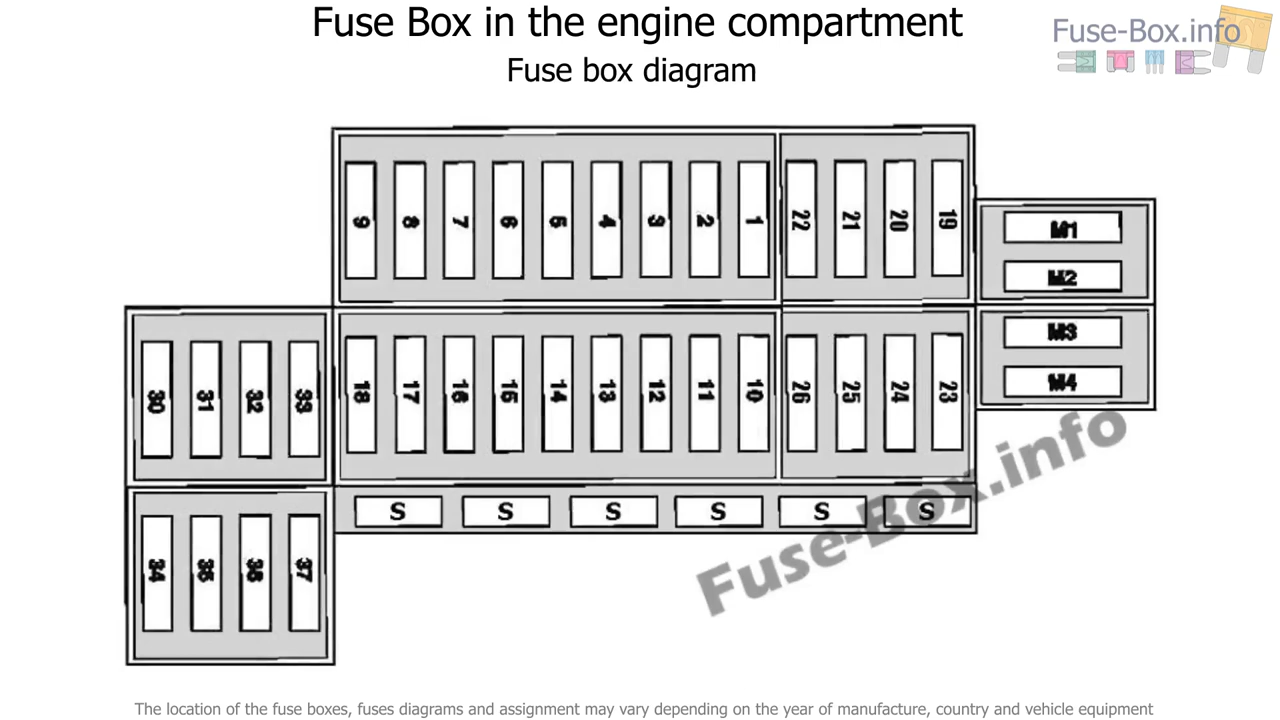 Fuse Box in the engine compartment
Fuse-Box.info
Fuse box diagram
9 8 7 6 5 4 3 2 1 22 21 20 19
M1
M2
30 31 32 33 18 17 16 15 14 13 12 11 10 26 25 24 23
M3
M4
S S S S S S
34 35 36 37
Fuse-Box.info
The location of the fuse boxes, fuses diagrams and assignment may vary depending on the year of manufacture, country and vehicle equipment